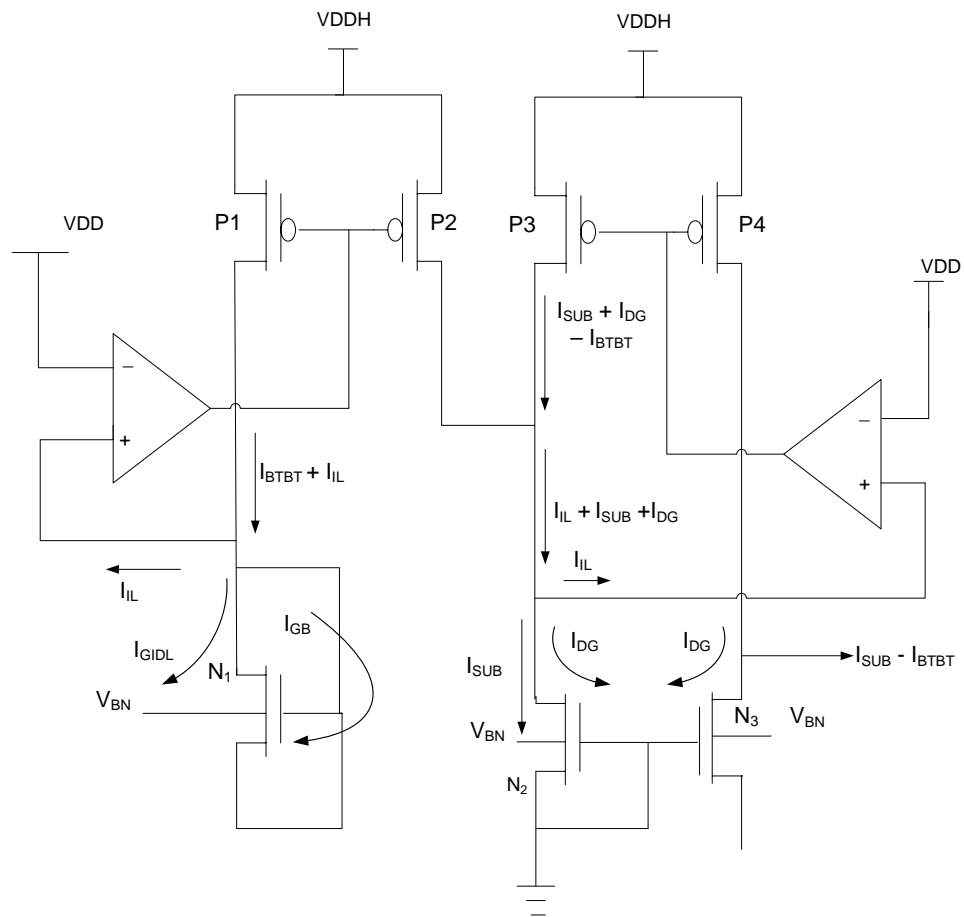 VDDH
VDDH
P1
P2
P3
P4
VDD
VDD
−
+
−
+
I_SUB + I_DG
– I_BTBT
I_BTBT + I_IL
I_IL + I_SUB +I_DG
I_IL
I_IL
I_GIDL
I_GB
I_SUB
I_DG
I_DG
I_SUB - I_BTBT
N_1
V_BN
V_BN
N_2
N_3
V_BN